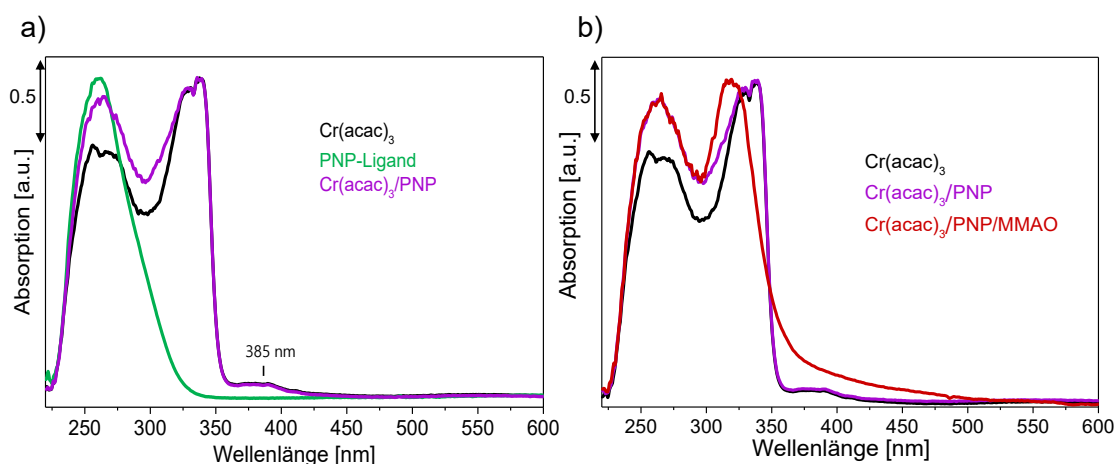 a)
0.5
Absorption [a.u.]
Cr(acac)3
PNP-Ligand
Cr(acac)3/PNP
385 nm
250 300 350 400 450 500 550 600
Wellenlänge [nm]
b)
0.5
Absorption [a.u.]
Cr(acac)3
Cr(acac)3/PNP
Cr(acac)3/PNP/MMAO
250 300 350 400 450 500 550 600
Wellenlänge [nm]